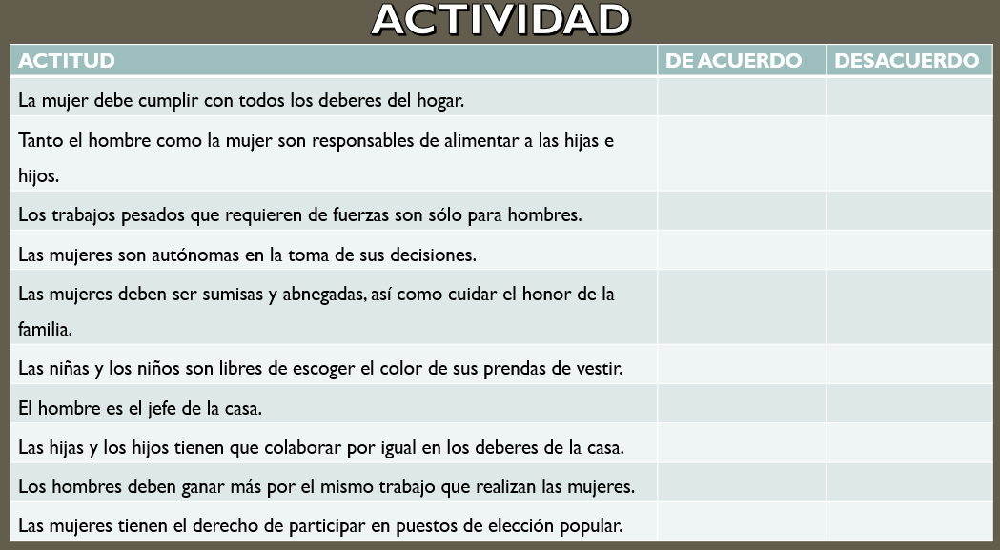 ACTIVIDAD
ACTITUD DE ACUERDO DESACUERDO
La mujer debe cumplir con todos los deberes del hogar.
Tanto el hombre como la mujer son responsables de alimentar a las hijas e
hijos.
Los trabajos pesados que requieren de fuerzas son sólo para hombres.
Las mujeres son autónomas en la toma de sus decisiones.
Las mujeres deben ser sumisas y abnegadas, así como cuidar el honor de la
familia.
Las niñas y los niños son libres de escoger el color de sus prendas de vestir.
El hombre es el jefe de la casa.
Las hijas y los hijos tienen que colaborar por igual en los deberes de la casa.
Los hombres deben ganar más por el mismo trabajo que realizan las mujeres.
Las mujeres tienen el derecho de participar en puestos de elección popular.